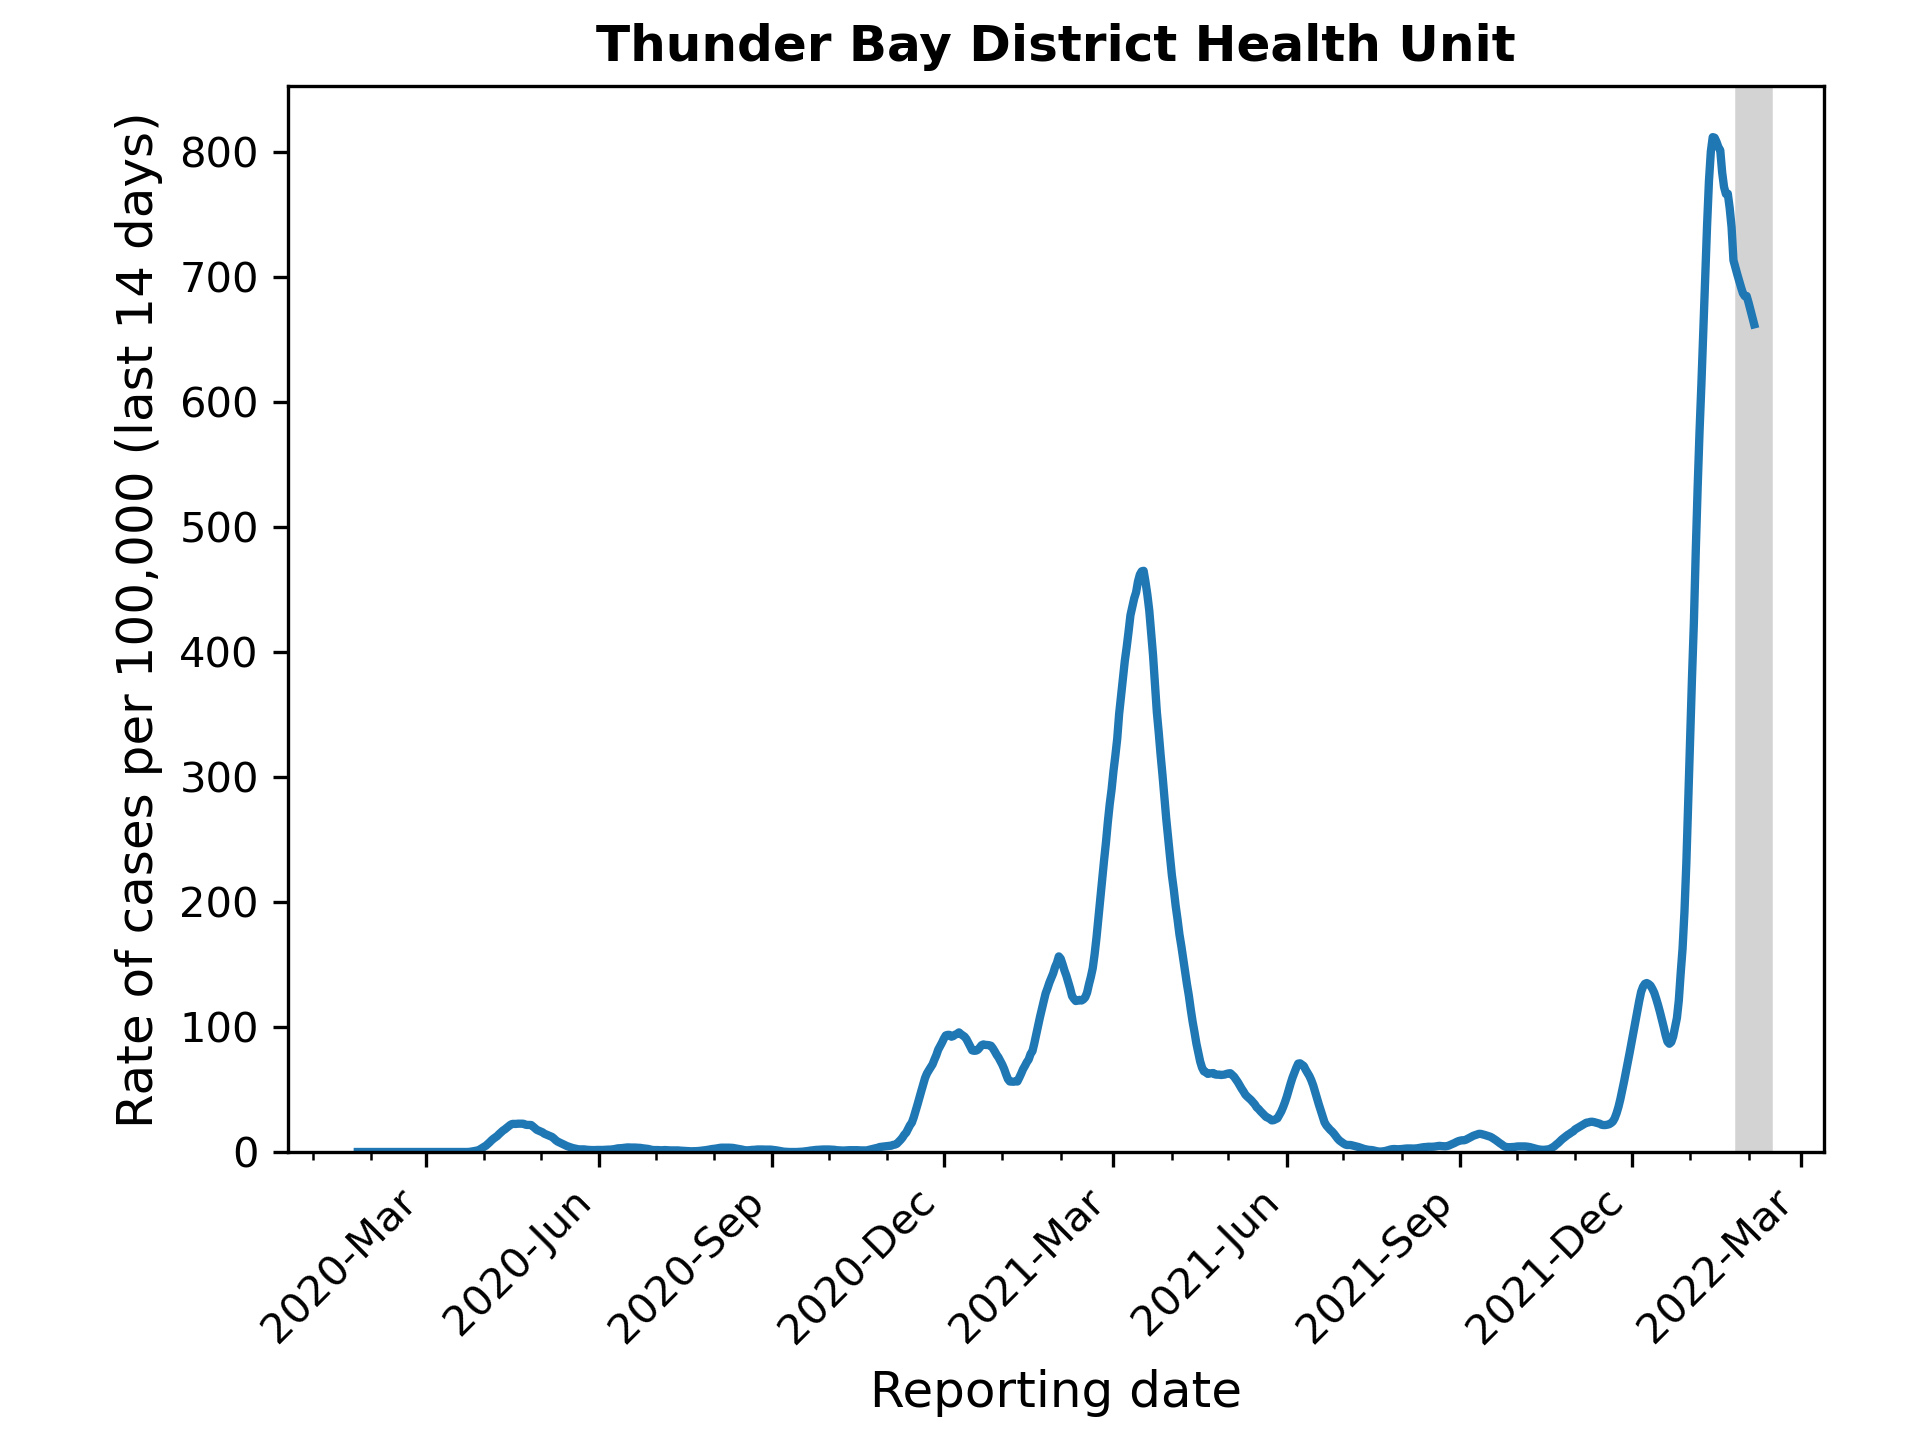 Thunder Bay District Health Unit
Rate of cases per 100,000 (last 14 days)
800
700
600
500
400
300
200
100
0
2020-Mar
2020-Jun
2020-Sep
2020-Dec
2021-Mar
2021-Jun
2021-Sep
2021-Dec
2022-Mar
Reporting date